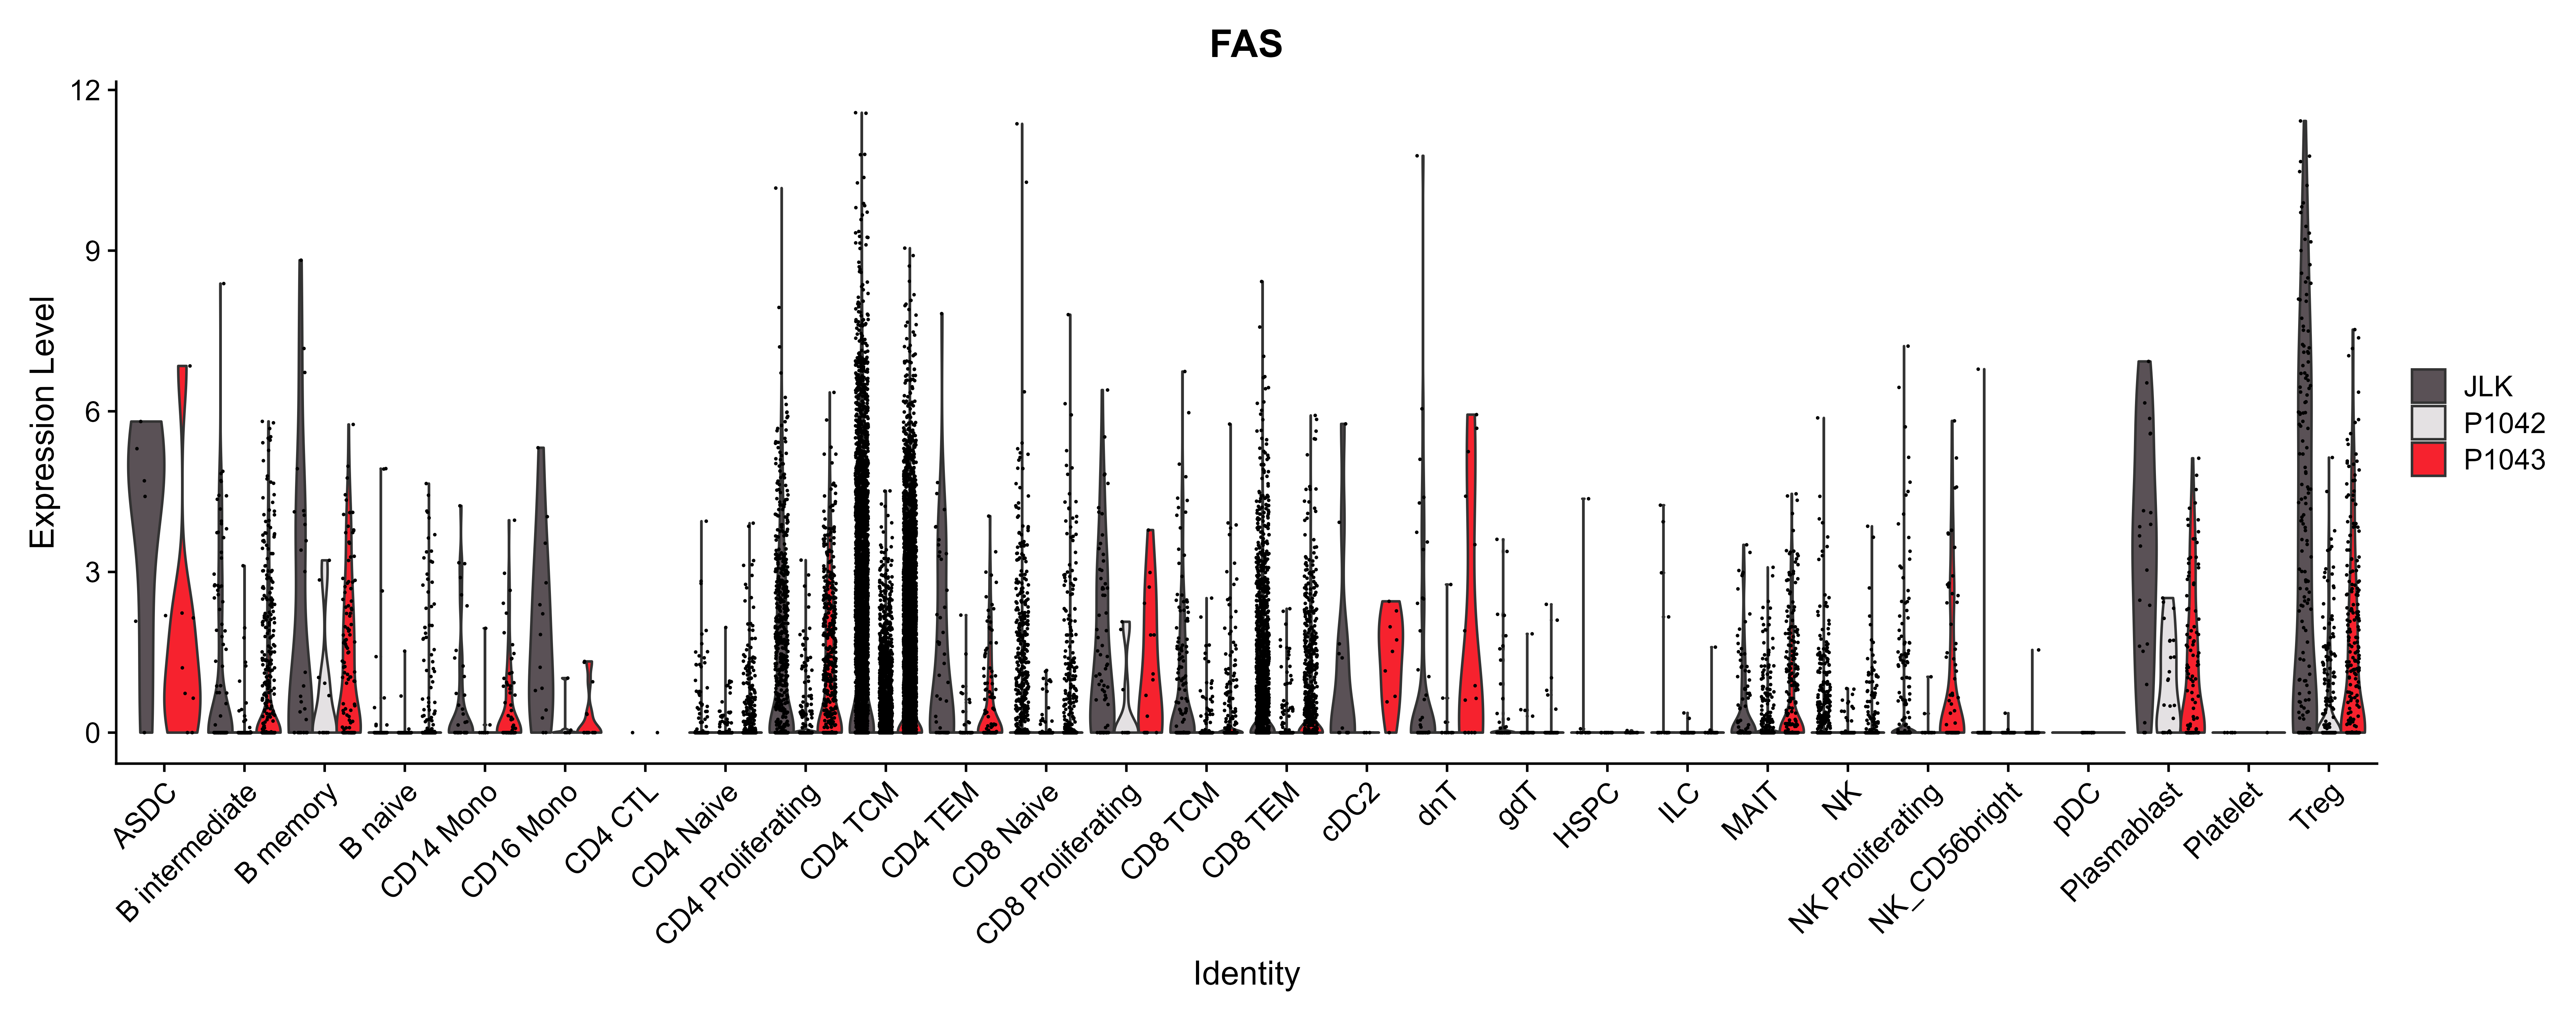 FAS
Expression Level
12
9
6
3
0
ASDC
B intermediate
B memory
B naive
CD14 Mono
CD16 Mono
CD4 CTL
CD4 Naive
CD4 Proliferating
CD4 TCM
CD4 TEM
CD8 Naive
CD8 Proliferating
CD8 TCM
CD8 TEM
cDC2
dnT
gdT
HSPC
ILC
MAIT
NK
NK Proliferating
NK_CD56bright
pDC
Plasmablast
Platelet
Treg
Identity
JLK
P1042
P1043